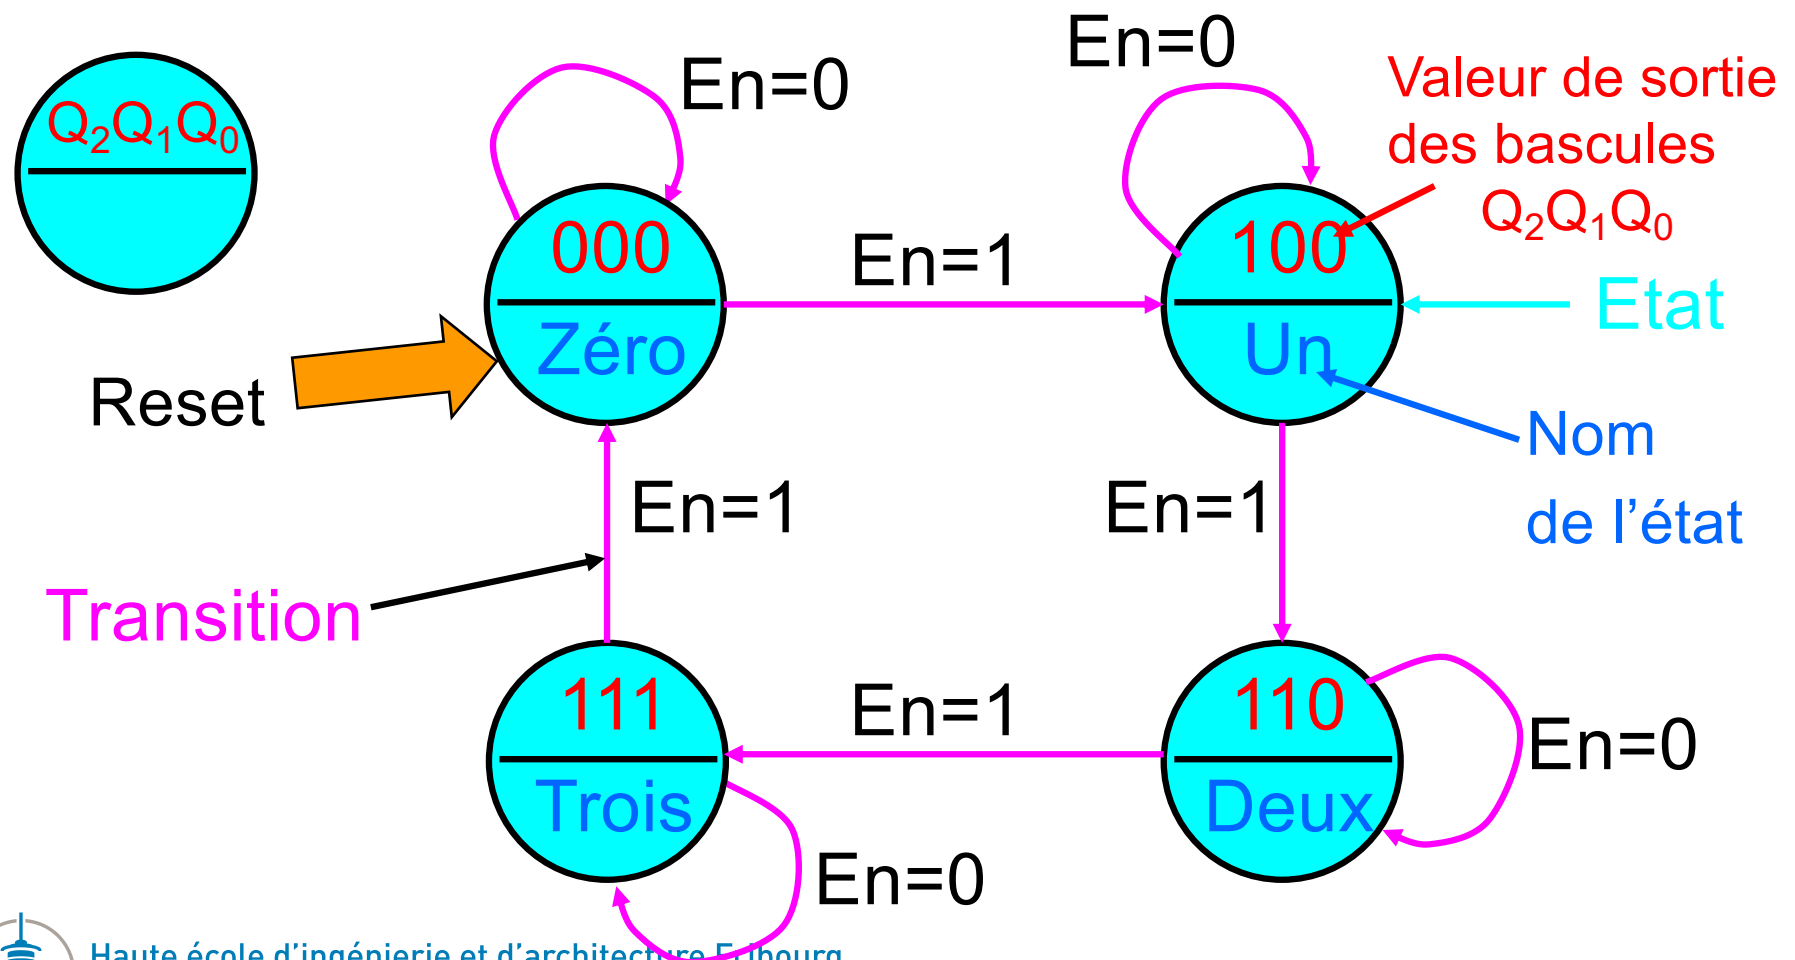 En=0
En=0
Valeur de sortie
des bascules
Q₂Q₁Q₀
Q₂Q₁Q₀
000
Zéro
En=1
100
Un
Etat
Reset
Nom
de l’état
En=1
En=1
Transition
111
Trois
En=1
110
Deux
En=0
En=0
Haute école d'ingénierie et d'architecture Fribourg